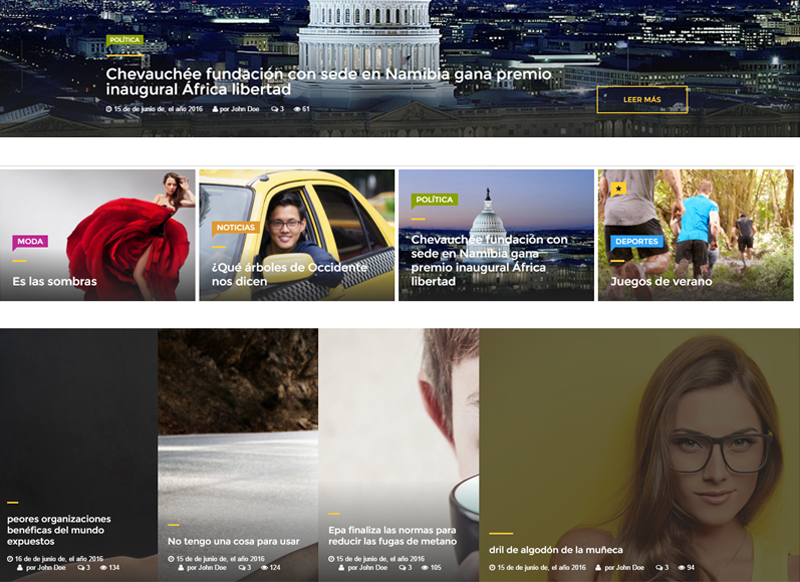 POLÍTICA
Chevauchée fundación con sede en Namibia gana premio
inaugural África libertad
15 de de junio de, el año 2016 por John Doe 3 61
LEER MÁS
MODA
Es las sombras
NOTICIAS
¿Qué árboles de Occidente
nos dicen
POLÍTICA
Chevauchée fundación con
sede en Namibia gana
premio inaugural África
libertad
DEPORTES
Juegos de verano
peores organizaciones
benéficas del mundo
expuestos
16 de de junio de, el año 2016
por John Doe 3 134
No tengo una cosa para usar
15 de de junio de, el año 2016
por John Doe 3 124
Epa finaliza las normas para
reducir las fugas de metano
15 de de junio de, el año 2016
por John Doe 3 105
dril de algodón de la muñeca
15 de de junio de, el año 2016 por John Doe 3 94